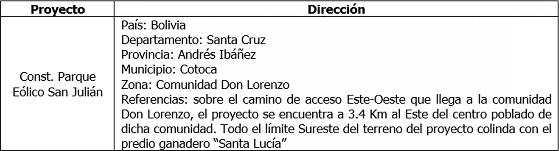 Proyecto
Dirección
Const. Parque
Eólico San Julián
País: Bolivia
Departamento: Santa Cruz
Provincia: Andrés Ibáñez
Municipio: Cotoca
Zona: Comunidad Don Lorenzo
Referencias: sobre el camino de acceso Este-Oeste que llega a la comunidad
Don Lorenzo, el proyecto se encuentra a 3.4 Km al Este del centro poblado de
dicha comunidad. Todo el límite Sureste del terreno del proyecto colinda con el
predio ganadero “Santa Lucía”